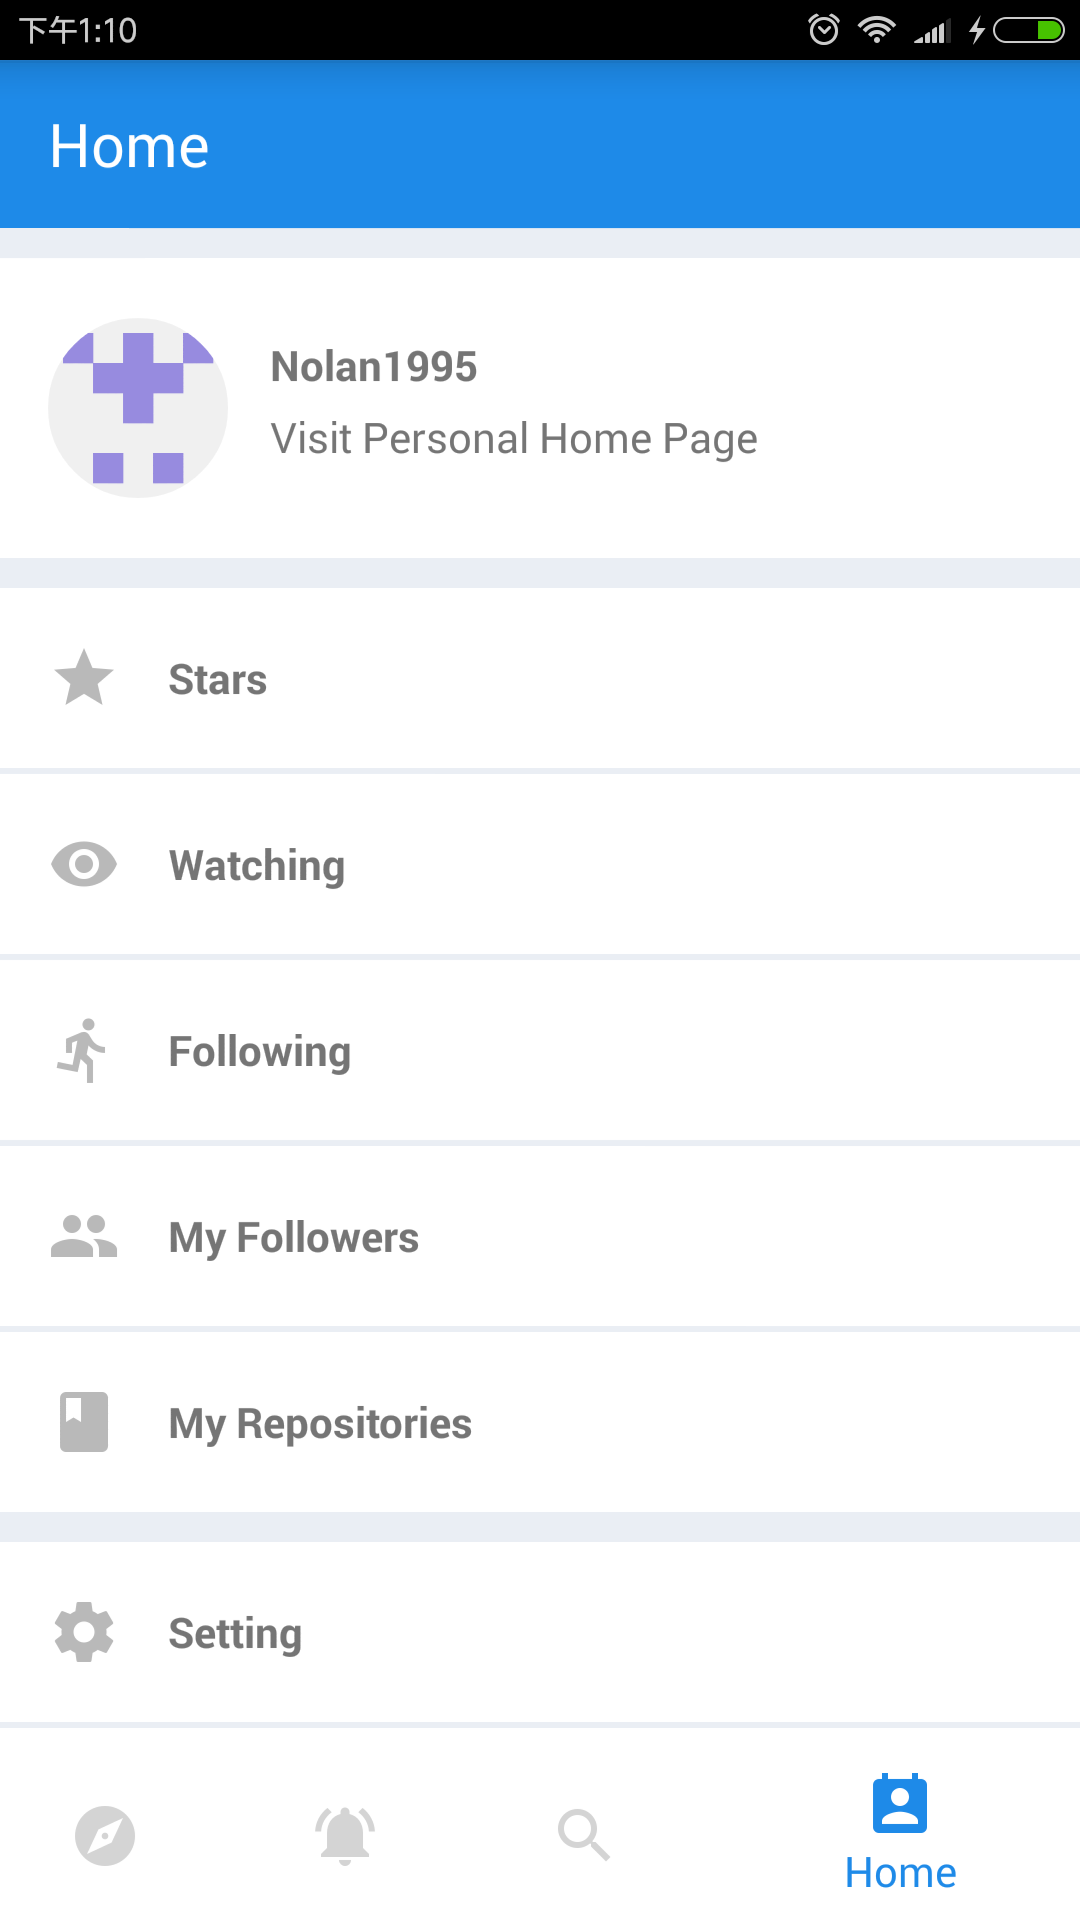 下午1:10
Home
Nolan1995
Visit Personal Home Page
Stars
Watching
Following
My Followers
My Repositories
Setting
Home